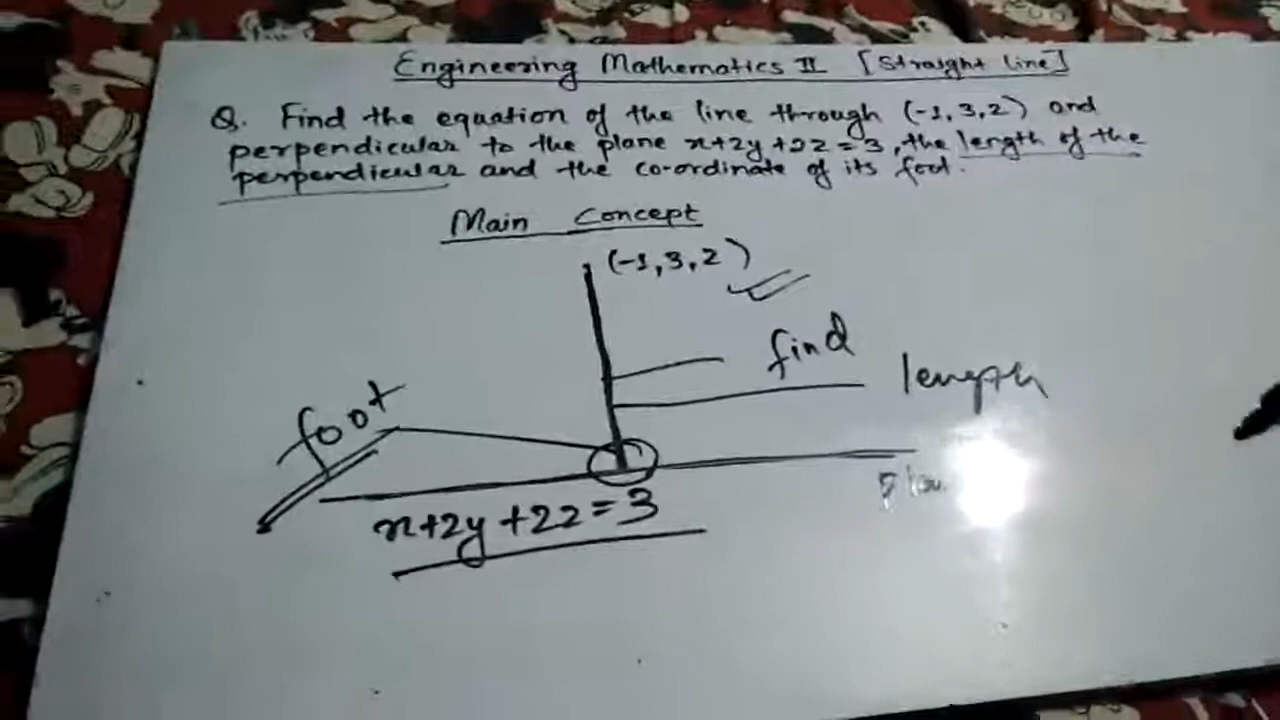 Engineering Mathematics II [Straight line]
Q. Find the equation of the line through (-1,3,2) and
perpendicular to the plane x+2y+2z=3, the length of the
perpendicular and the co-ordinate of its foot.
Main Concept
(-1,3,2)
find
length
foot
x+2y+2z=3